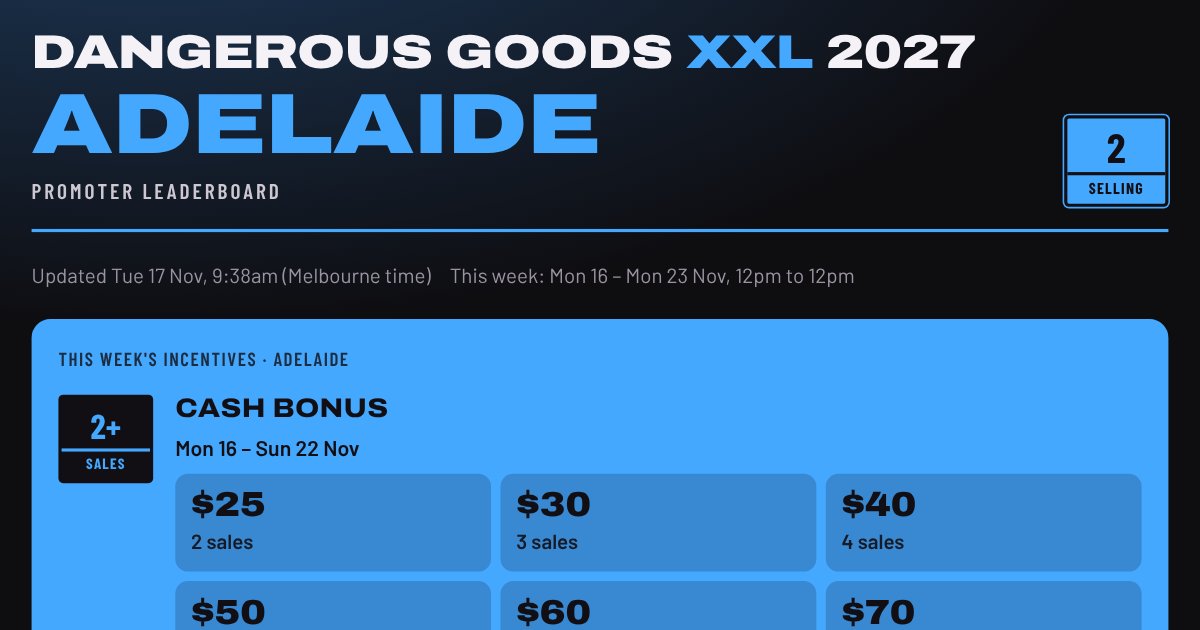 DANGEROUS GOODS XXL 2027
ADELAIDE
PROMOTER LEADERBOARD
2
SELLING
Updated Tue 17 Nov, 9:38am (Melbourne time) This week: Mon 16 – Mon 23 Nov, 12pm to 12pm
THIS WEEK'S INCENTIVES · ADELAIDE
2+
SALES
CASH BONUS
Mon 16 – Sun 22 Nov
$25 $30 $40
2 sales 3 sales 4 sales
$50 $60 $70